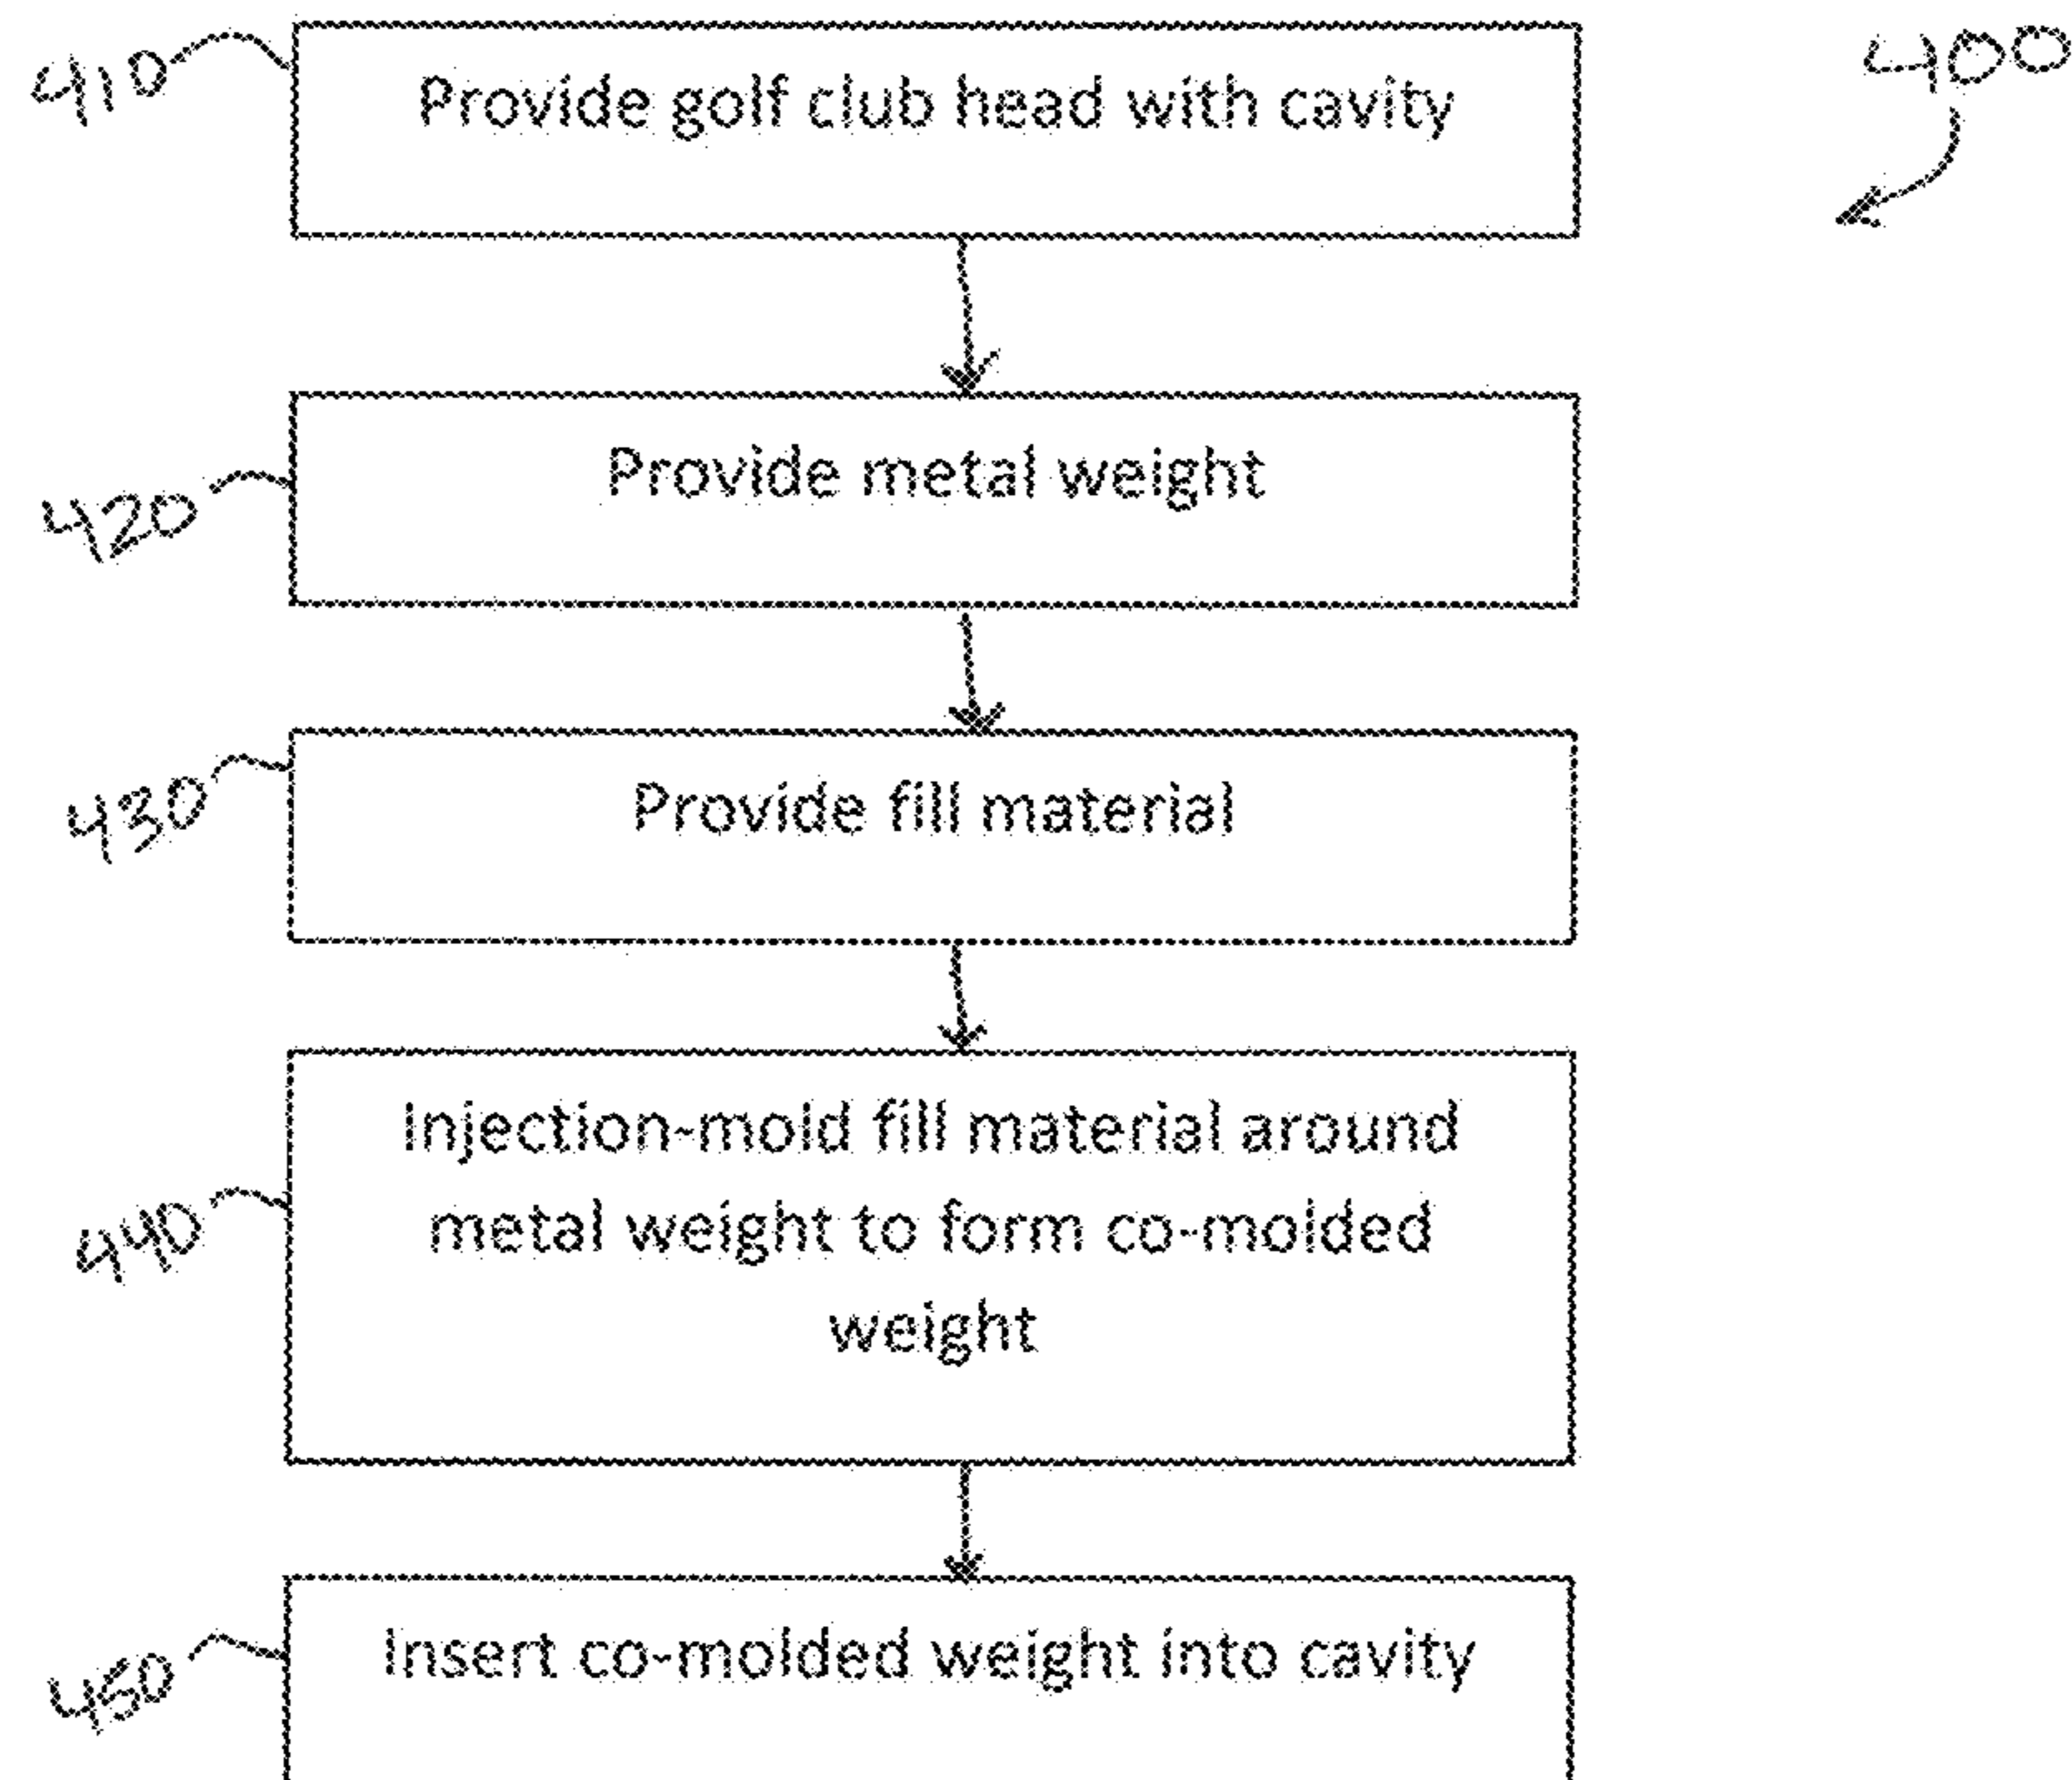 410
400
Provide golf club head with cavity
420
Provide metal weight
430
Provide fill material
440
Injection-mold fill material around
metal weight to form co-molded
weight
450
Insert co-molded weight into cavity